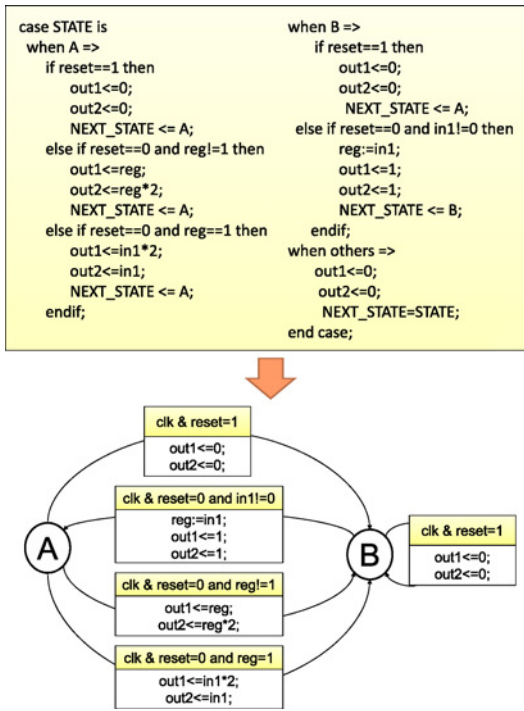 case STATE is
when A =>
if reset==1 then
out1<=0;
out2<=0;
NEXT_STATE <= A;
else if reset==0 and reg!=1 then
out1<=reg;
out2<=reg*2;
NEXT_STATE <= A;
else if reset==0 and reg==1 then
out1<=in1*2;
out2<=in1;
NEXT_STATE <= A;
endif;
when B =>
if reset==1 then
out1<=0;
out2<=0;
NEXT_STATE <= A;
else if reset==0 and in1!=0 then
reg:=in1;
out1<=1;
out2<=1;
NEXT_STATE <= B;
endif;
when others =>
out1<=0;
out2<=0;
NEXT_STATE=STATE;
end case;
clk & reset=1
out1<=0;
out2<=0;
clk & reset=0 and in1!=0
reg:=in1;
out1<=1;
out2<=1;
A
B
clk & reset=1
out1<=0;
out2<=0;
clk & reset=0 and reg!=1
out1<=reg;
out2<=reg*2;
clk & reset=0 and reg=1
out1<=in1*2;
out2<=in1;